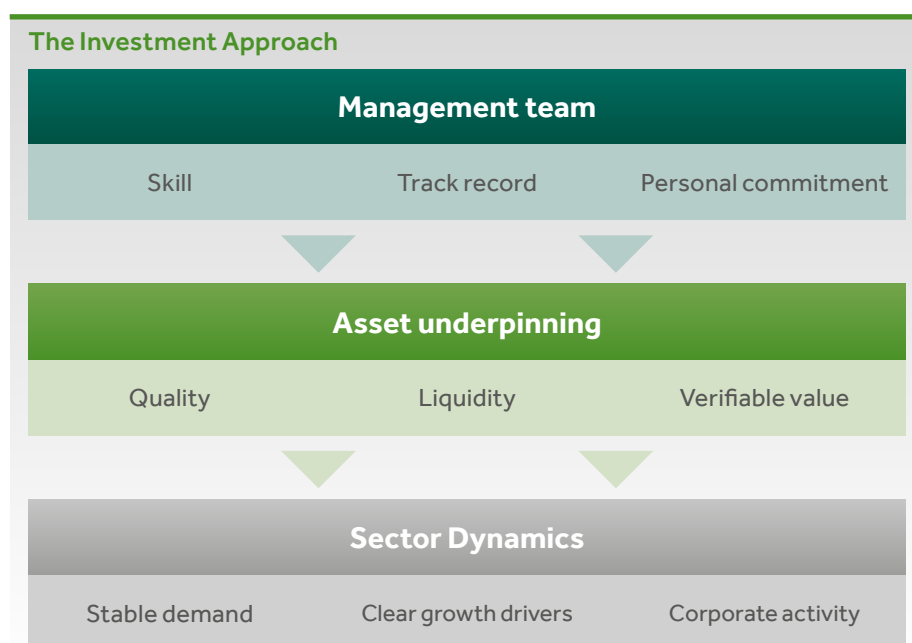 The Investment Approach
Management team
Skill Track record Personal commitment
Asset underpinning
Quality Liquidity Verifiable value
Sector Dynamics
Stable demand Clear growth drivers Corporate activity